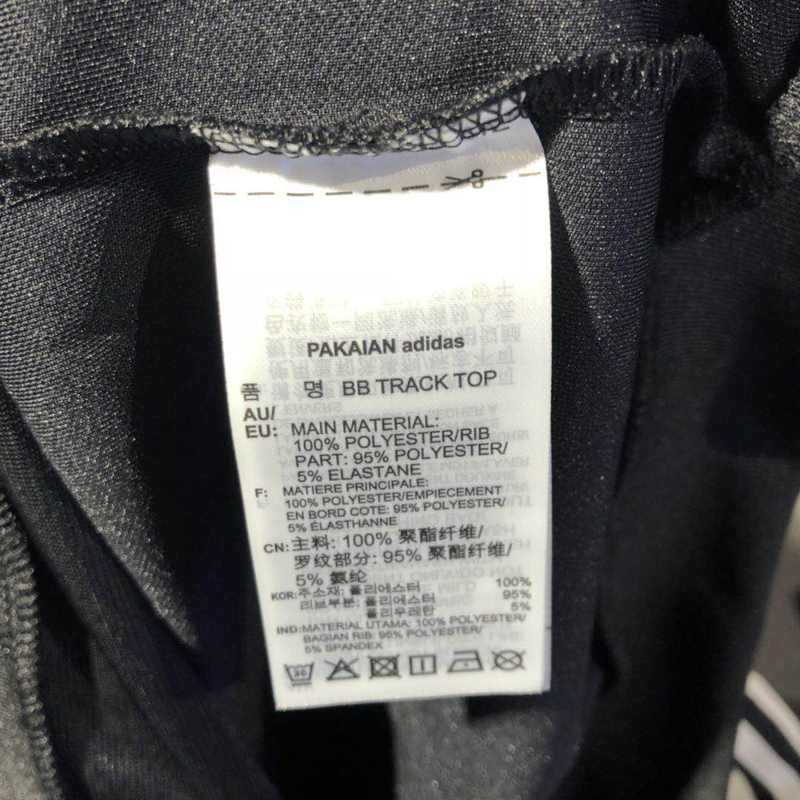 PAKAIAN adidas
품 명 BB TRACK TOP
AU/
EU: MAIN MATERIAL:
100% POLYESTER/RIB
PART: 95% POLYESTER/
5% ELASTANE
F: MATIERE PRINCIPALE:
100% POLYESTER/EMPIECEMENT
EN BORD COTE: 95% POLYESTER/
5% ÉLASTHANNE
CN: 主料: 100% 聚酯纤维/
罗纹部分: 95% 聚酯纤维/
5% 氨纶
KOR: 주소재: 폴리에스터 100%
리브부분: 폴리에스터 95%
폴리우레탄 5%
IND: MATERIAL UTAMA: 100% POLYESTER/
BAGIAN RIB: 95% POLYESTER/
5% SPANDEX
30